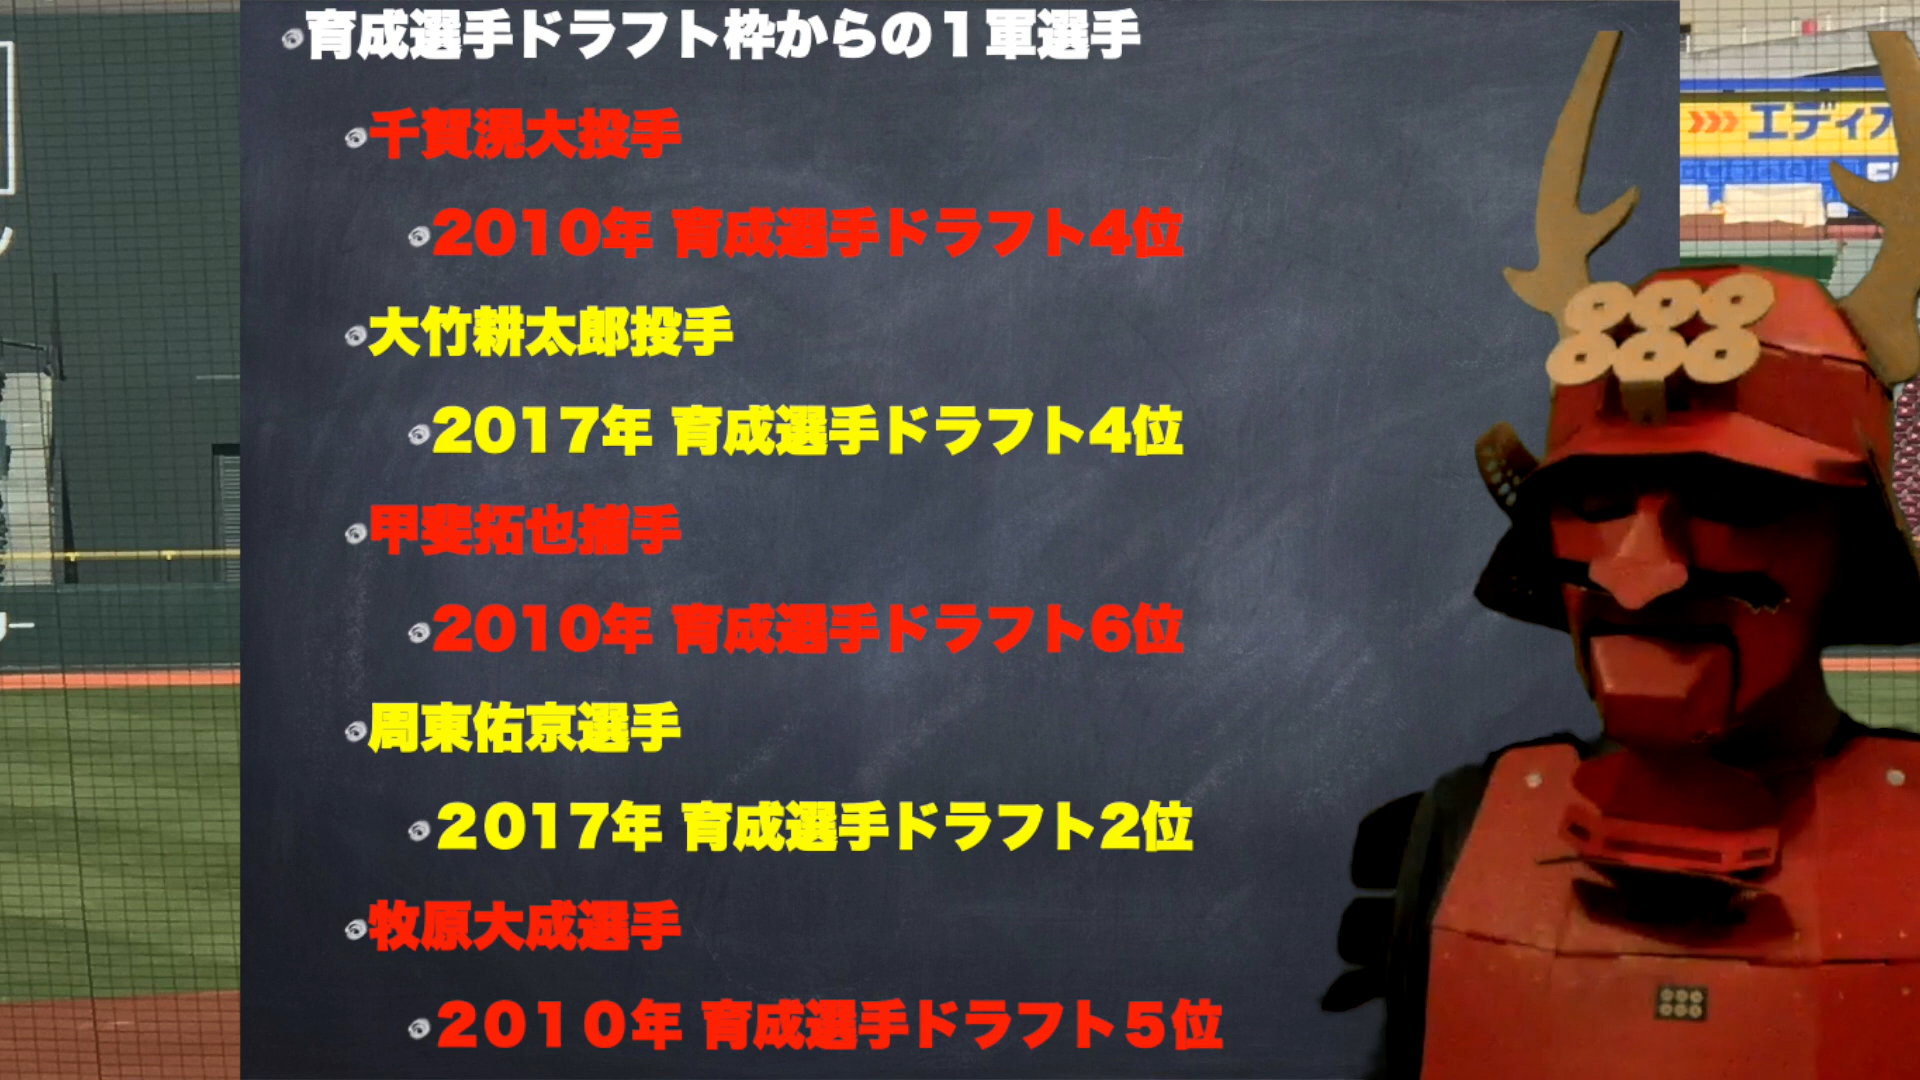 育成選手ドラフト枠からの１軍選手
千賀滉大投手
2010年 育成選手ドラフト4位
大竹耕太郎投手
2017年 育成選手ドラフト4位
甲斐拓也捕手
2010年 育成選手ドラフト6位
周東佑京選手
２０１７年 育成選手ドラフト2位
牧原大成選手
２０１０年 育成選手ドラフト５位
エディオ